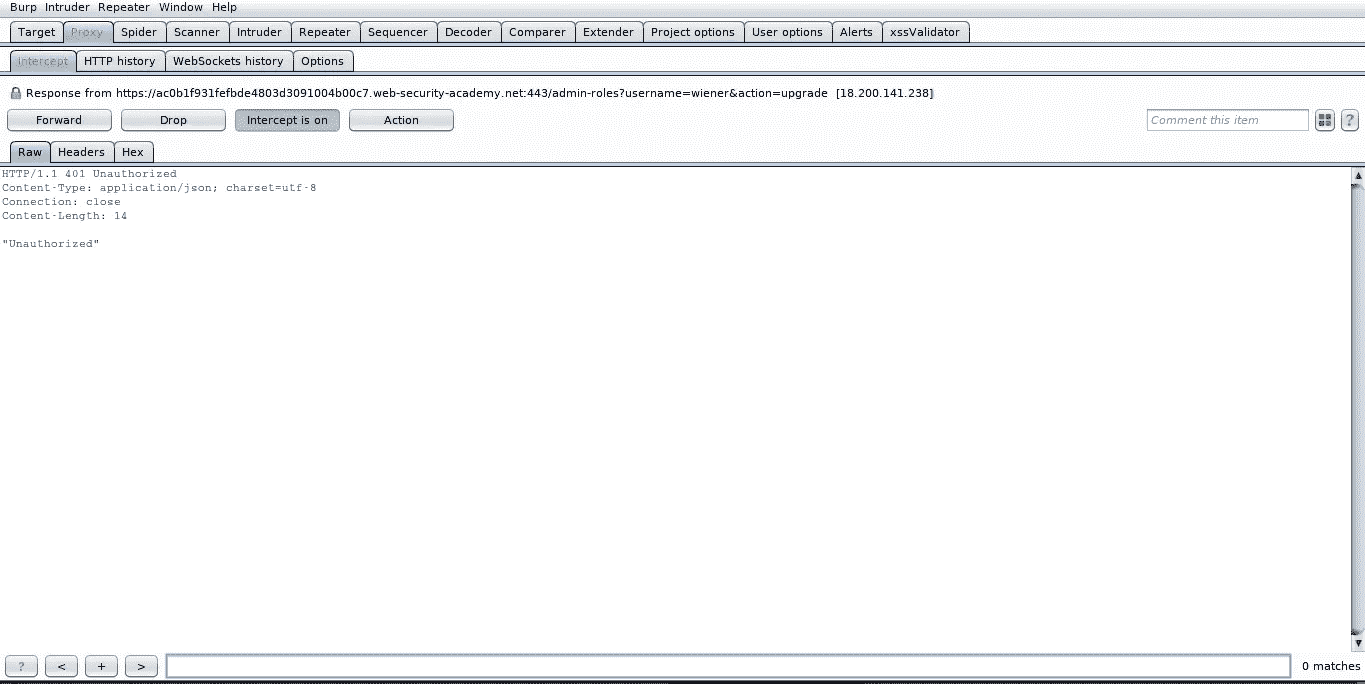 Burp Intruder Repeater Window Help
Target Proxy Spider Scanner Intruder Repeater Sequencer Decoder Comparer Extender Project options User options Alerts xssValidator
Intercept HTTP history WebSockets history Options
Response from https://ac0b1f931fefbde4803d3091004b00c7.web-security-academy.net:443/admin-roles?username=wiener&action=upgrade [18.200.141.238]
Forward Drop Intercept is on Action Comment this item ?
Raw Headers Hex
HTTP/1.1 401 Unauthorized
Content-Type: application/json; charset=utf-8
Connection: close
Content-Length: 14
"Unauthorized"
? < + > 0 matches